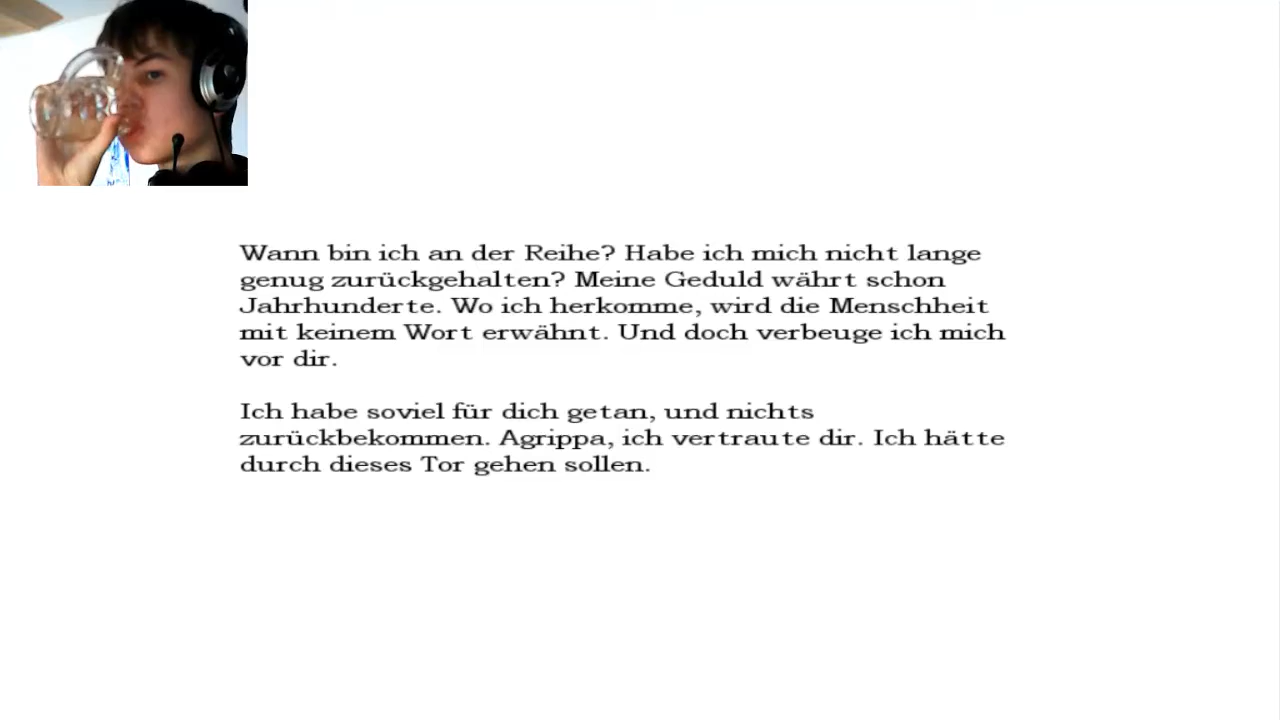 Wann bin ich an der Reihe? Habe ich mich nicht lange
genug zurückgehalten? Meine Geduld währt schon
Jahrhunderte. Wo ich herkomme, wird die Menschheit
mit keinem Wort erwähnt. Und doch verbeuge ich mich
vor dir.
Ich habe soviel für dich getan, und nichts
zurückbekommen. Agrippa, ich vertraute dir. Ich hätte
durch dieses Tor gehen sollen.